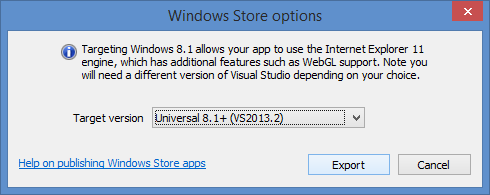 Windows Store options
Targeting Windows 8.1 allows your app to use the Internet Explorer 11
engine, which has additional features such as WebGL support. Note you
will need a different version of Visual Studio depending on your choice.
Target version
Universal 8.1+ (VS2013.2)
Help on publishing Windows Store apps
Export
Cancel